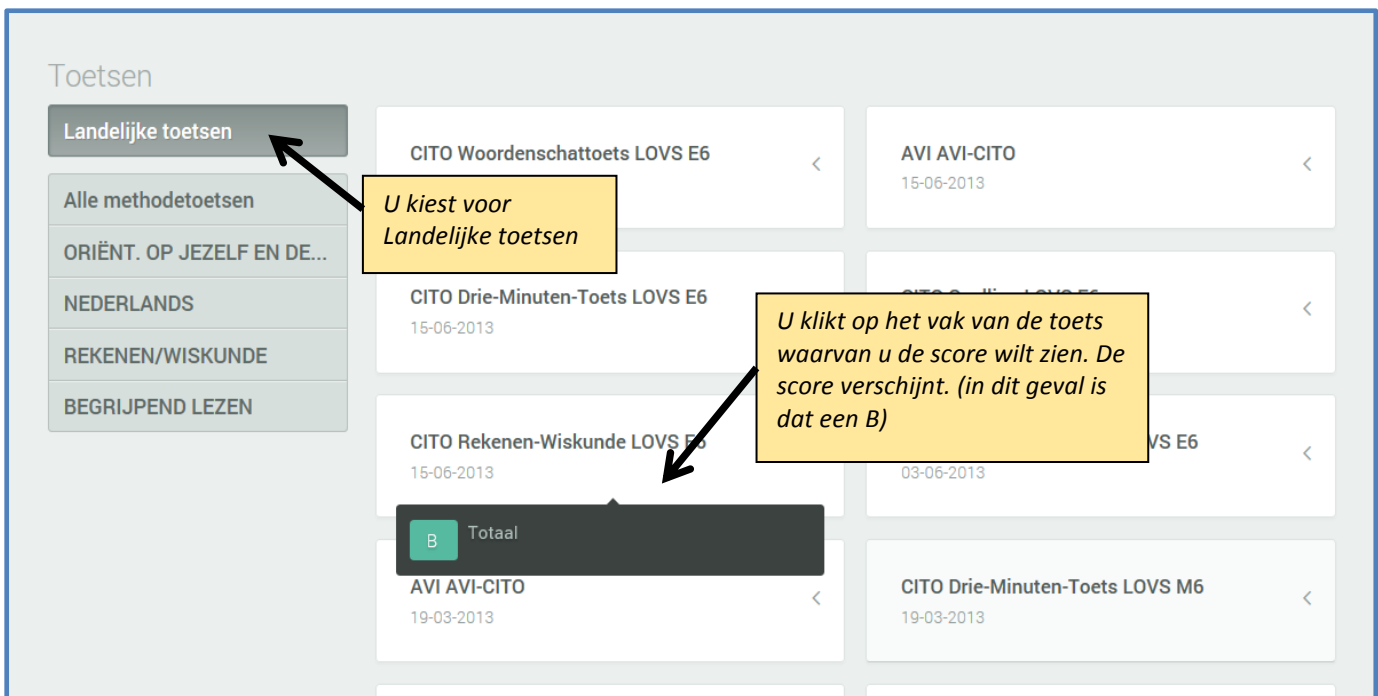 Toetsen
Landelijke toetsen
Alle methodetoetsen
ORIËNT. OP JEZELF EN DE...
NEDERLANDS
REKENEN/WISKUNDE
BEGRIJPEND LEZEN
CITO Woordenschattoets LOVS E6
AVI AVI-CITO
15-06-2013
U kiest voor
Landelijke toetsen
CITO Drie-Minuten-Toets LOVS E6
15-06-2013
U klikt op het vak van de toets
waarvan u de score wilt zien. De
score verschijnt. (in dit geval is
dat een B)
CITO Rekenen-Wiskunde LOVS E6
15-06-2013
VS E6
03-06-2013
B Totaal
AVI AVI-CITO
19-03-2013
CITO Drie-Minuten-Toets LOVS M6
19-03-2013